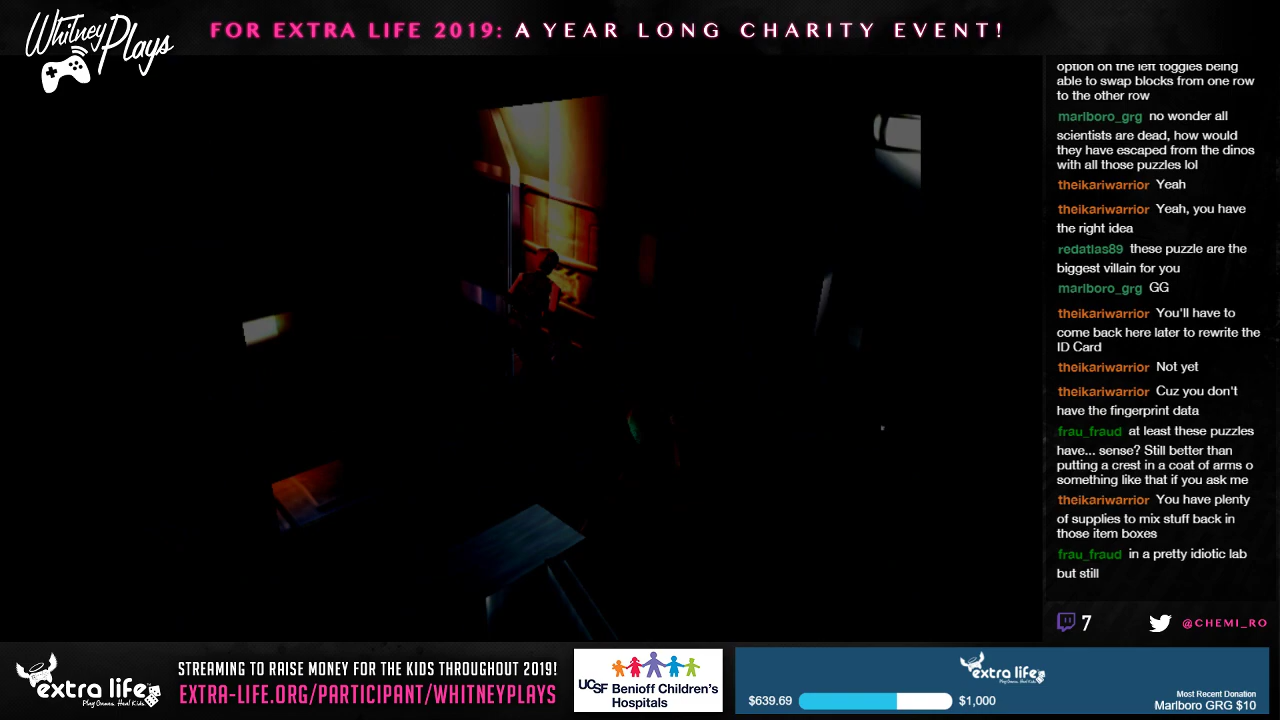 Whitney Plays
FOR EXTRA LIFE 2019: A YEAR LONG CHARITY EVENT!
option on the left toggles being
able to swap blocks from one row
to the other row
marlboro_grg no wonder all
scientists are dead, how would
they have escaped from the dinos
with all those puzzles lol
theikariwarrior Yeah
theikariwarrior Yeah, you have
the right idea
redatlas89 these puzzle are the
biggest villain for you
marlboro_grg GG
theikariwarrior You'll have to
come back here later to rewrite the
ID Card
theikariwarrior Not yet
theikariwarrior Cuz you don't
have the fingerprint data
frau_fraud at least these puzzles
have... sense? Still better than
putting a crest in a coat of arms o
something like that if you ask me
theikariwarrior You have plenty
of supplies to mix stuff back in
those item boxes
frau_fraud in a pretty idiotic lab
but still
7
@CHEMI_RO
extra life
Play Games. Heal Kids.
STREAMING TO RAISE MONEY FOR THE KIDS THROUGHOUT 2019!
EXTRA-LIFE.ORG/PARTICIPANT/WHITNEYPLAYS
UCSF Benioff Children's
Hospitals
extra life
Play Games. Heal Kids.
$639.69
$1,000
Most Recent Donation
Marlboro GRG $10